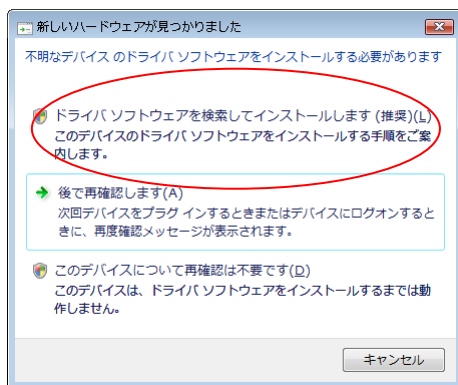 新しいハードウェアが見つかりました
不明なデバイス のドライバ ソフトウェアをインストールする必要があります
ドライバ ソフトウェアを検索してインストールします (推奨)(L)
このデバイスのドライバ ソフトウェアをインストールする手順をご案
内します。
後で再確認します(A)
次回デバイスをプラグ インするときまたはデバイスにログオンすると
きに、再度確認メッセージが表示されます。
このデバイスについて再確認は不要です(D)
このデバイスは、ドライバ ソフトウェアをインストールするまでは動
作しません。
キャンセル